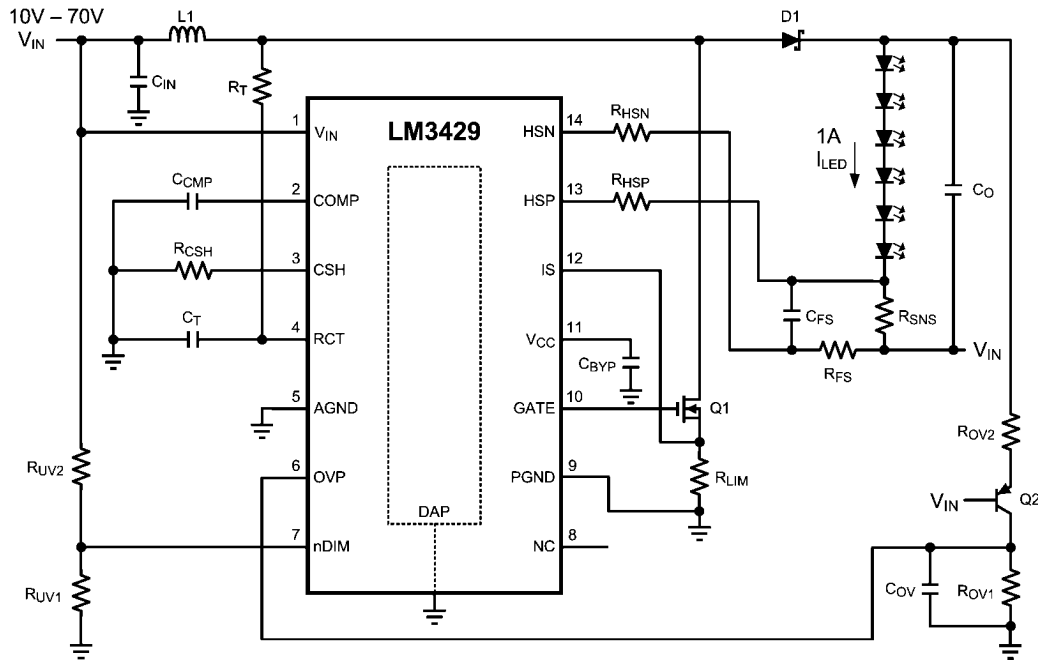 10V – 70V
VIN
L1
D1
CIN
RT
LM3429
1
VIN
HSN
14
RHSN
1A
ILED
CO
CCMP
2
COMP
HSP
13
RHSP
RCSH
3
CSH
IS
12
CFS
RSNS
CT
4
RCT
VCC
11
CBYP
RFS
VIN
5
AGND
GATE
10
Q1
ROV2
RUV2
6
OVP
PGND
9
RLIM
VIN
Q2
DAP
7
nDIM
NC
8
RUV1
COV
ROV1